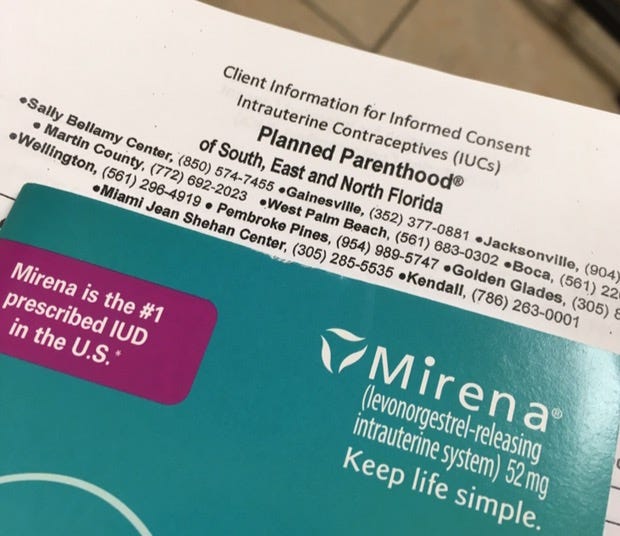 Client Information for Informed Consent
Intrauterine Contraceptives (IUCs)
Planned Parenthood®
of South, East and North Florida
•Sally Bellamy Center, (850) 574-7455 •Gainesville, (352) 377-0881 •Jacksonville, (904)
• Martin County, (772) 692-2023 •West Palm Beach, (561) 683-0302 •Boca, (561) 22
•Wellington, (561) 296-4919 • Pembroke Pines, (954) 989-5747 •Golden Glades, (305) 8
•Miami Jean Shehan Center, (305) 285-5535 •Kendall, (786) 263-0001
Mirena is the #1
prescribed IUD
in the U.S.*
Mirena®
(levonorgestrel-releasing
intrauterine system) 52 mg
Keep life simple.